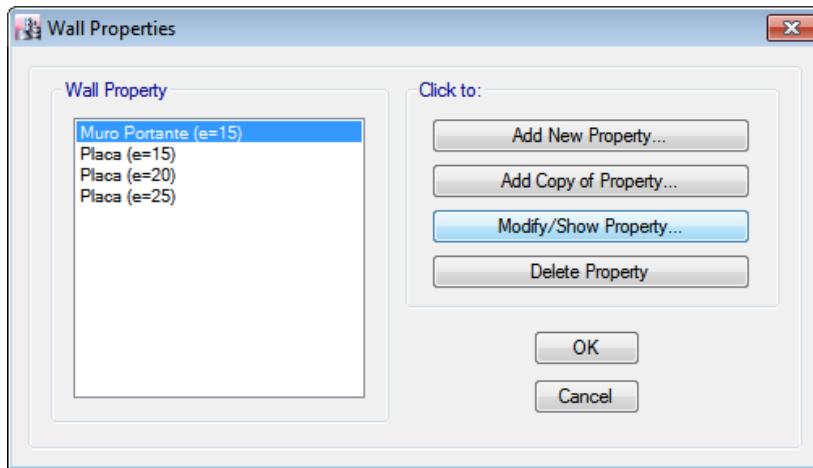 Wall Properties
Wall Property
Muro Portante (e=15)
Placa (e=15)
Placa (e=20)
Placa (e=25)
Click to:
Add New Property...
Add Copy of Property...
Modify/Show Property...
Delete Property
OK
Cancel